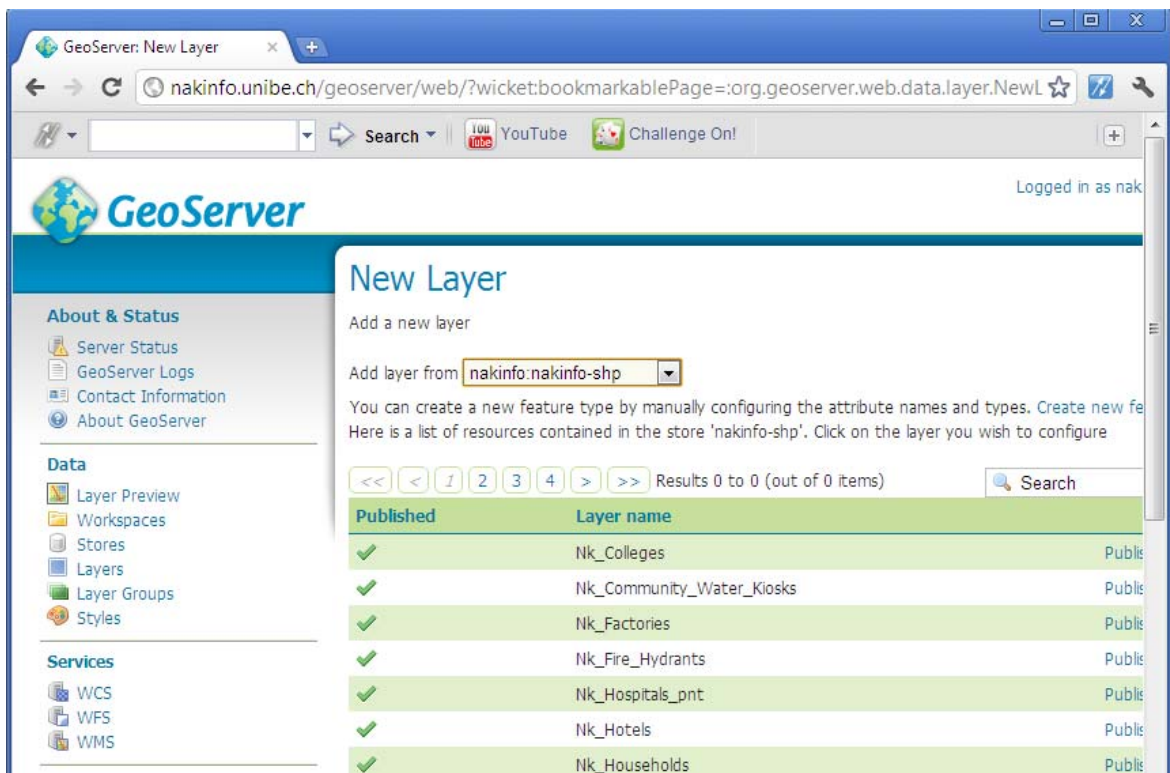 GeoServer: New Layer
nakinfo.unibe.ch/geoserver/web/?wicket:bookmarkablePage=:org.geoserver.web.data.layer.NewL
Search
You Tube YouTube
Challenge On!
GeoServer
Logged in as nak
About & Status
Server Status
GeoServer Logs
Contact Information
About GeoServer
Data
Layer Preview
Workspaces
Stores
Layers
Layer Groups
Styles
Services
WCS
WFS
WMS
New Layer
Add a new layer
Add layer from nakinfo:nakinfo-shp
You can create a new feature type by manually configuring the attribute names and types. Create new fe
Here is a list of resources contained in the store 'nakinfo-shp'. Click on the layer you wish to configure
<< < 1 2 3 4 > >> Results 0 to 0 (out of 0 items) Search
Published Layer name
Nk_Colleges Publis
Nk_Community_Water_Kiosks Publis
Nk_Factories Publis
Nk_Fire_Hydrants Publis
Nk_Hospitals_pnt Publis
Nk_Hotels Publis
Nk_Households Publis